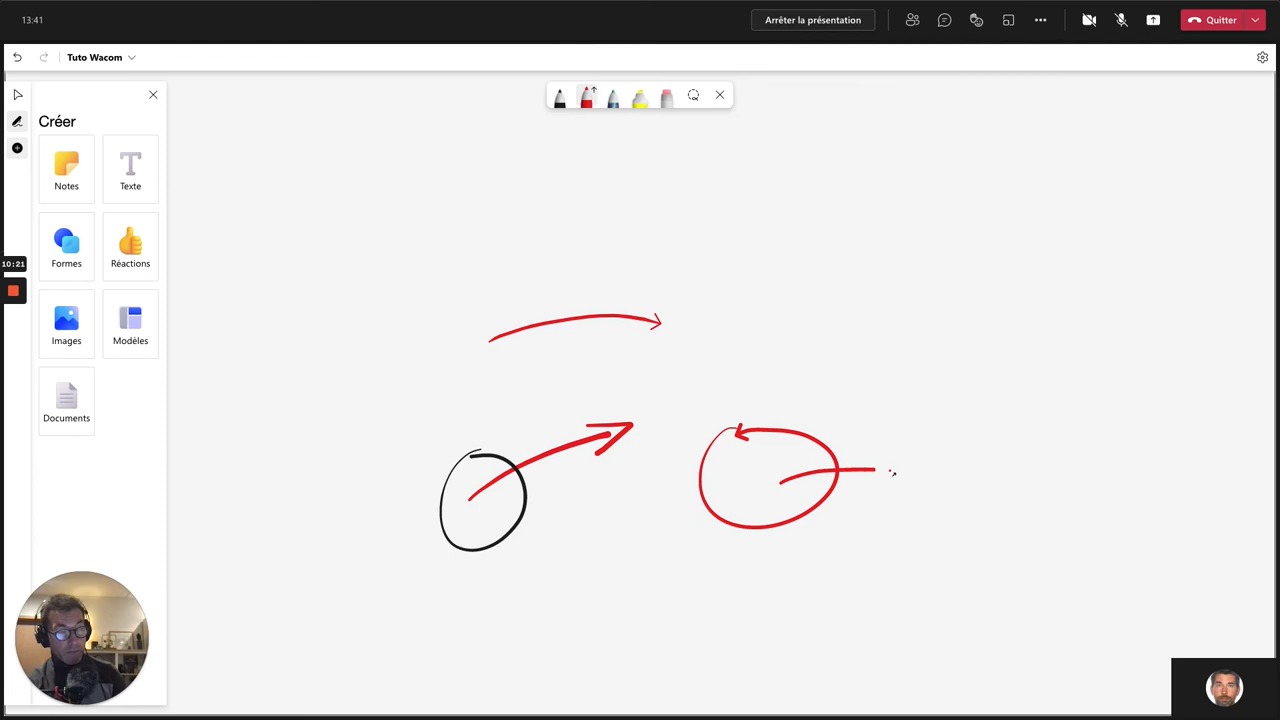 13:41
Arrêter la présentation
Quitter
Tuto Wacom
Créer
Notes
Texte
10:21
Formes
Réactions
Images
Modèles
Documents